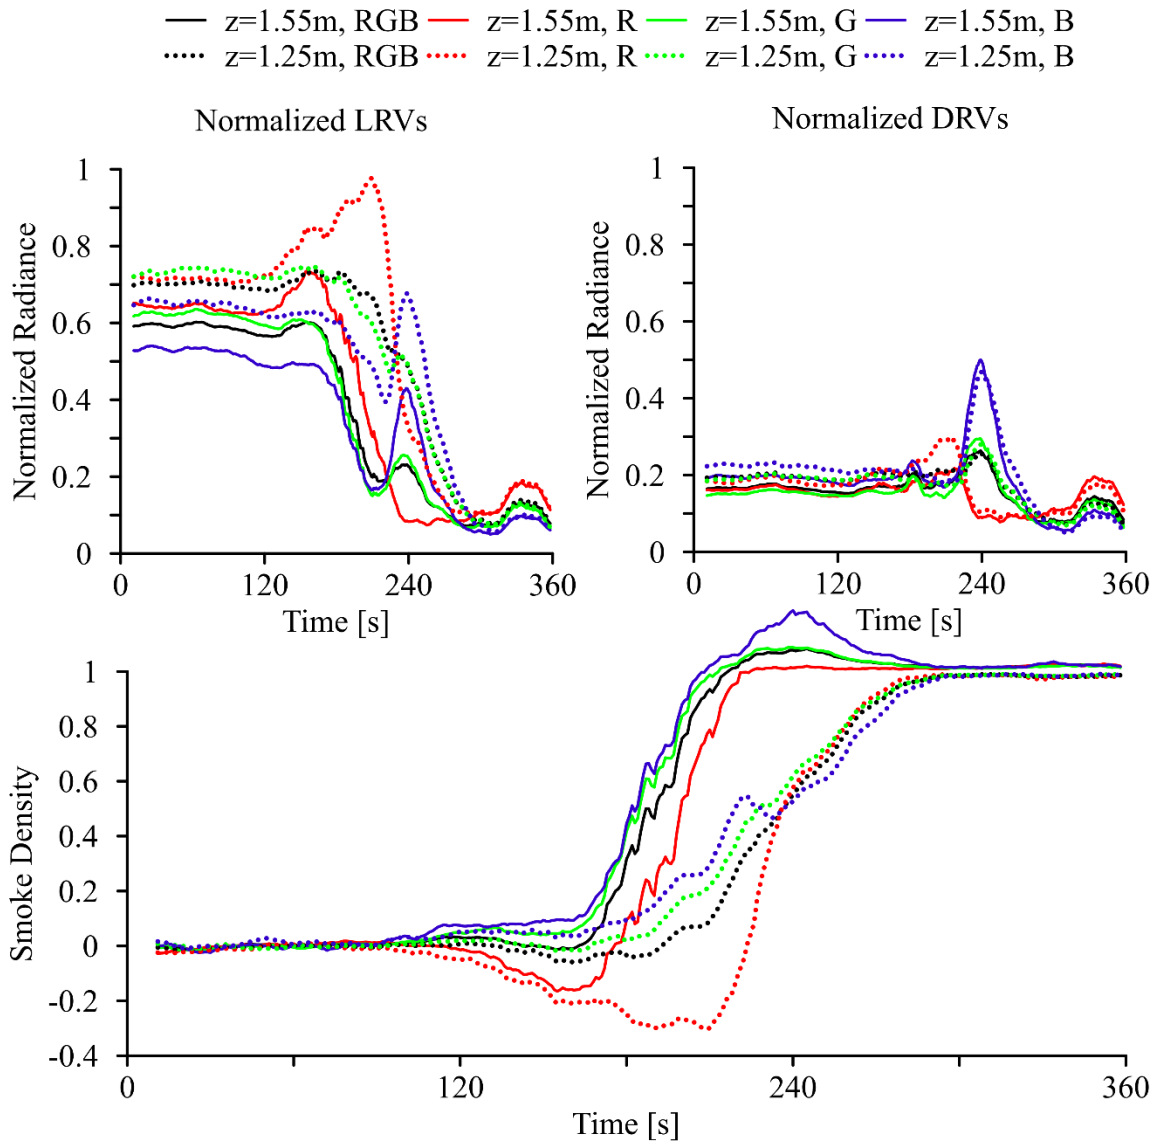 z=1.55m, RGB z=1.55m, R z=1.55m, G z=1.55m, B
z=1.25m, RGB z=1.25m, R z=1.25m, G z=1.25m, B
Normalized LRVs
Normalized Radiance
1
0.8
0.6
0.4
0.2
0
0 120 240 360
Time [s]
Normalized DRVs
Normalized Radiance
1
0.8
0.6
0.4
0.2
0
0 120 240 360
Time [s]
Smoke Density
1
0.8
0.6
0.4
0.2
0
-0.2
-0.4
0 120 240 360
Time [s]